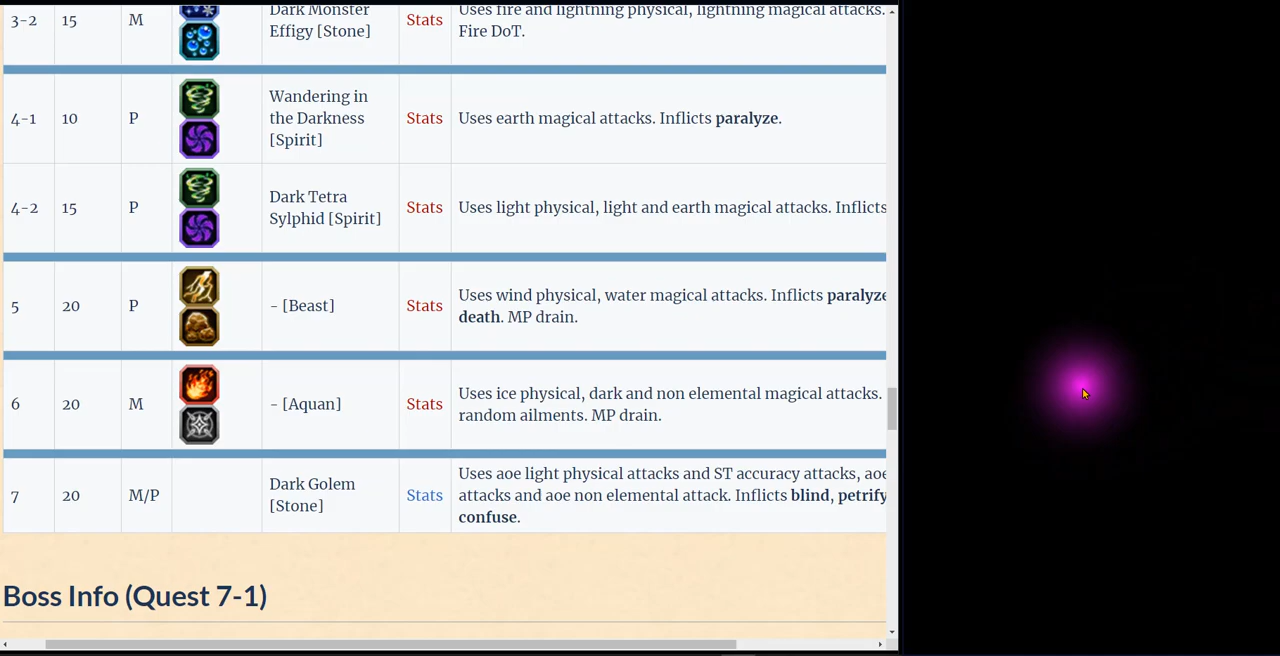 3-2 15 M Dark Monster Effigy [Stone] Stats Uses fire and lightning physical, lightning magical attacks.
Fire DoT.
4-1 10 P Wandering in the Darkness [Spirit] Stats Uses earth magical attacks. Inflicts paralyze.
4-2 15 P Dark Tetra Sylphid [Spirit] Stats Uses light physical, light and earth magical attacks. Inflicts
5 20 P - [Beast] Stats Uses wind physical, water magical attacks. Inflicts paralyze
death. MP drain.
6 20 M - [Aquan] Stats Uses ice physical, dark and non elemental magical attacks.
random ailments. MP drain.
7 20 M/P Dark Golem [Stone] Stats Uses aoe light physical attacks and ST accuracy attacks, aoe
attacks and aoe non elemental attack. Inflicts blind, petrify
confuse.
Boss Info (Quest 7-1)